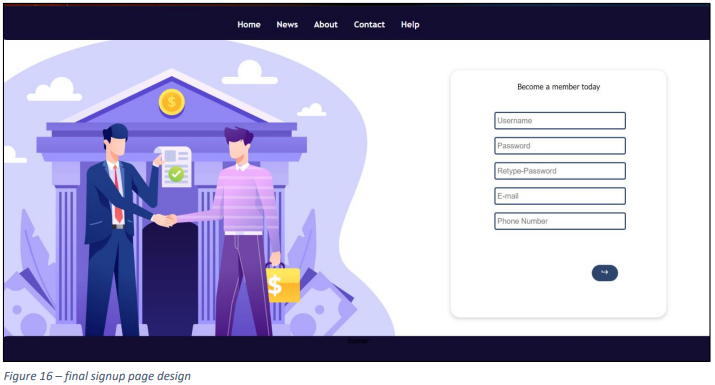 Home News About Contact Help
Become a member today
Username
Password
Retype-Password
E-mail
Phone Number
$
$
footer
Figure 16 – final signup page design